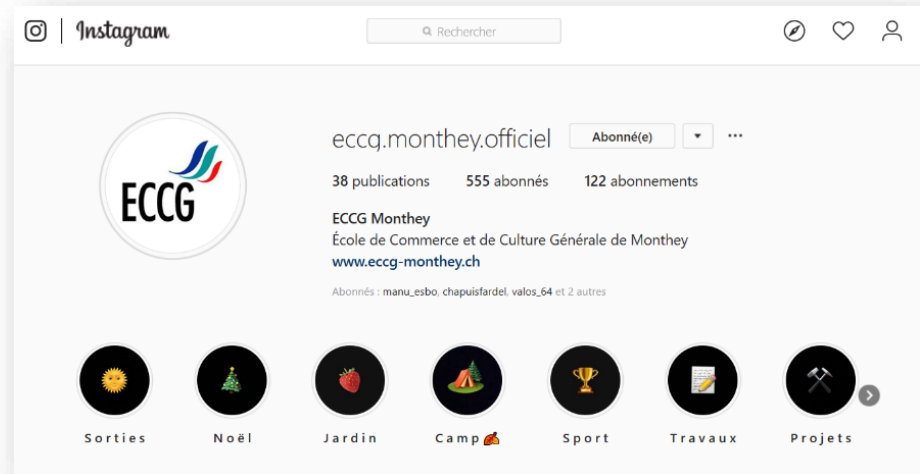 Instagram
Rechercher
ECCG
eccg.monthey.officiel Abonné(e)
38 publications 555 abonnés 122 abonnements
ECCG Monthey
École de Commerce et de Culture Générale de Monthey
www.eccg-monthey.ch
Abonnés : manu_esbo, chapuisfardel, valos_64 et 2 autres
Sorties Noël Jardin Camp Sport Travaux Projets